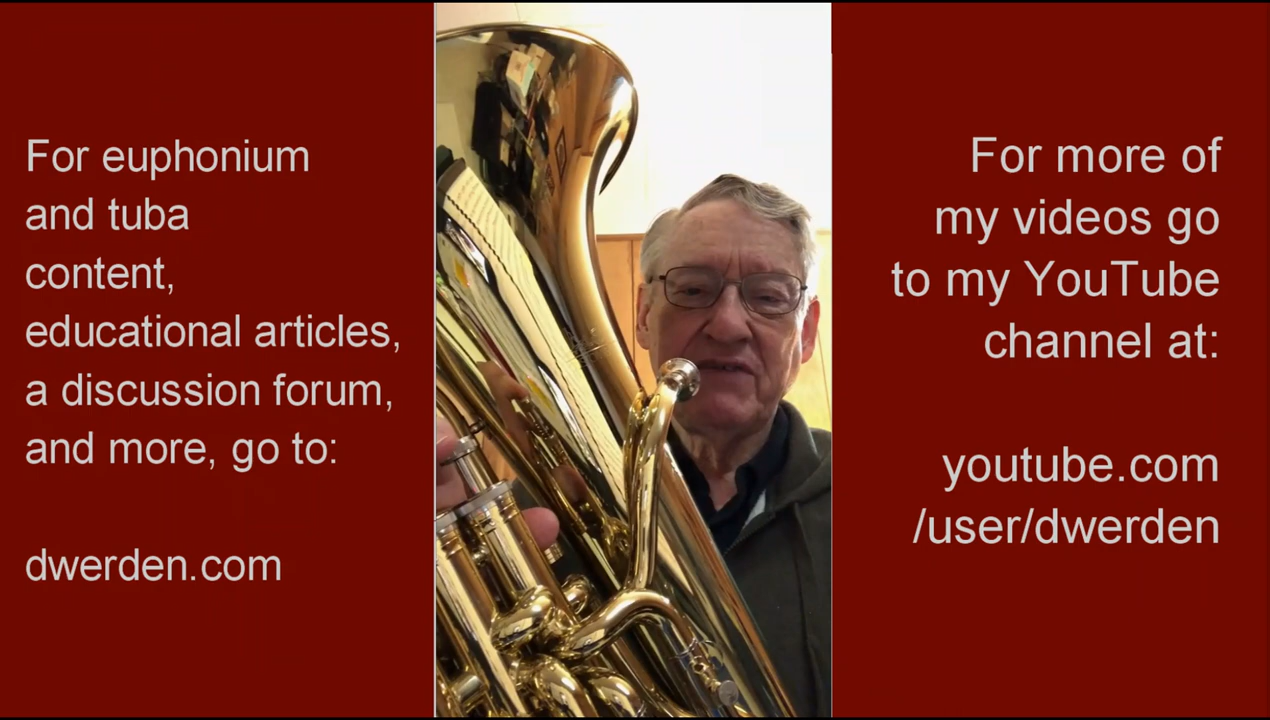 For euphonium
and tuba
content,
educational articles,
a discussion forum,
and more, go to:
dwerden.com
For more of
my videos go
to my YouTube
channel at:
youtube.com
/user/dwerden